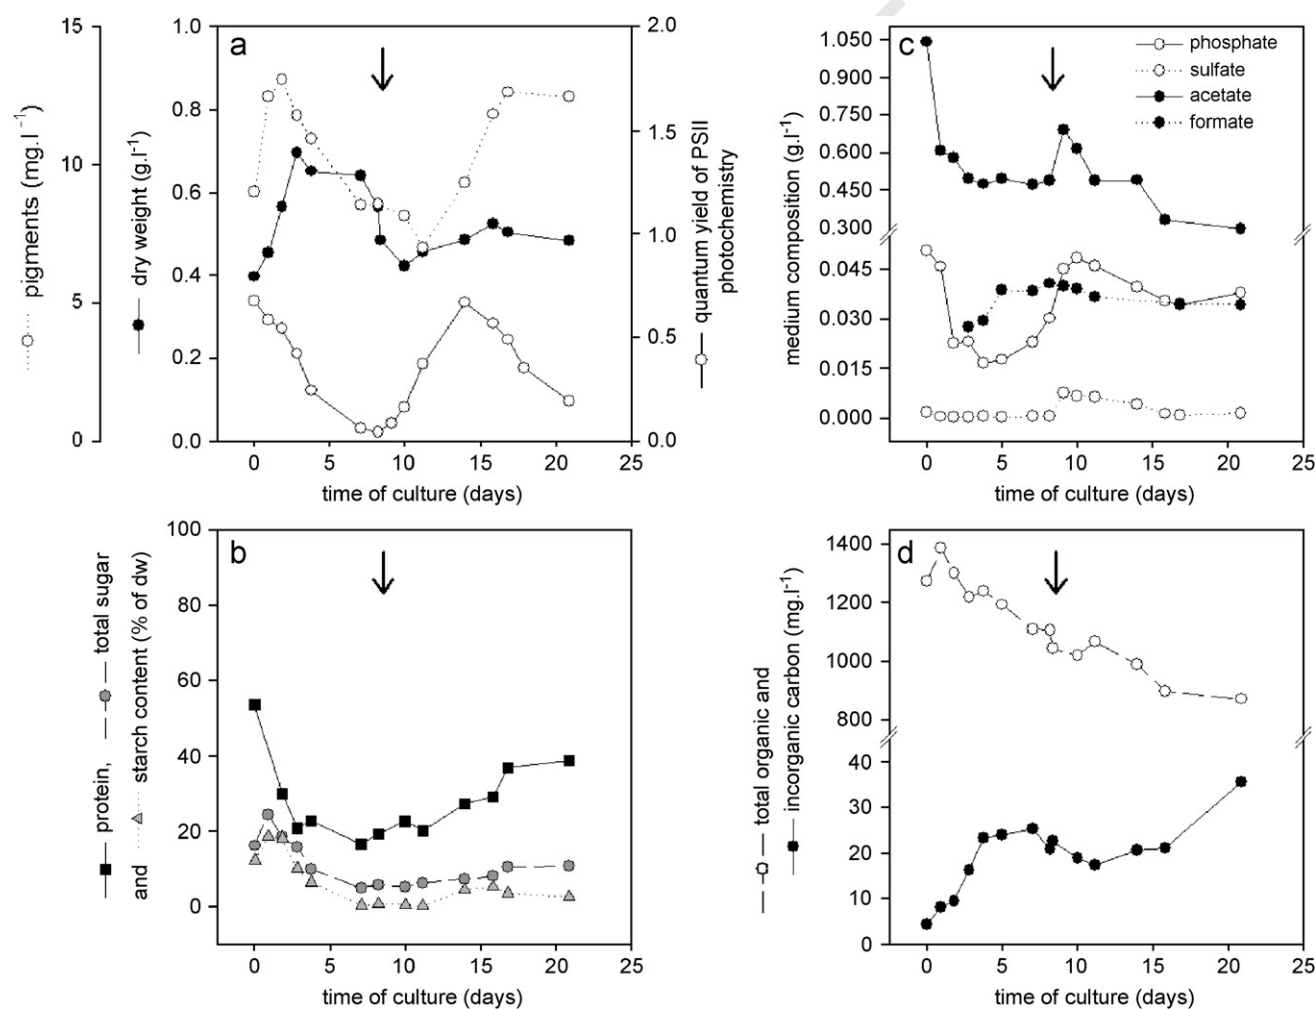 a
15
10
5
0
pigments (mg.l⁻¹)
dry weight (g.l⁻¹)
1.0
0.8
0.6
0.4
0.2
0.0
2.0
1.5
1.0
0.5
0.0
quantum yield of PSII
photochemistry
0 5 10 15 20 25
time of culture (days)
c
phosphate
sulfate
acetate
formate
medium composition (g.l⁻¹)
1.050
0.900
0.750
0.600
0.450
0.300
0.045
0.030
0.015
0.000
0 5 10 15 20 25
time of culture (days)
b
protein, total sugar
and starch content (% of dw)
100
80
60
40
20
0
0 5 10 15 20 25
time of culture (days)
d
total organic and
incorganic carbon (mg.l⁻¹)
1400
1200
1000
800
40
30
20
10
0
0 5 10 15 20 25
time of culture (days)